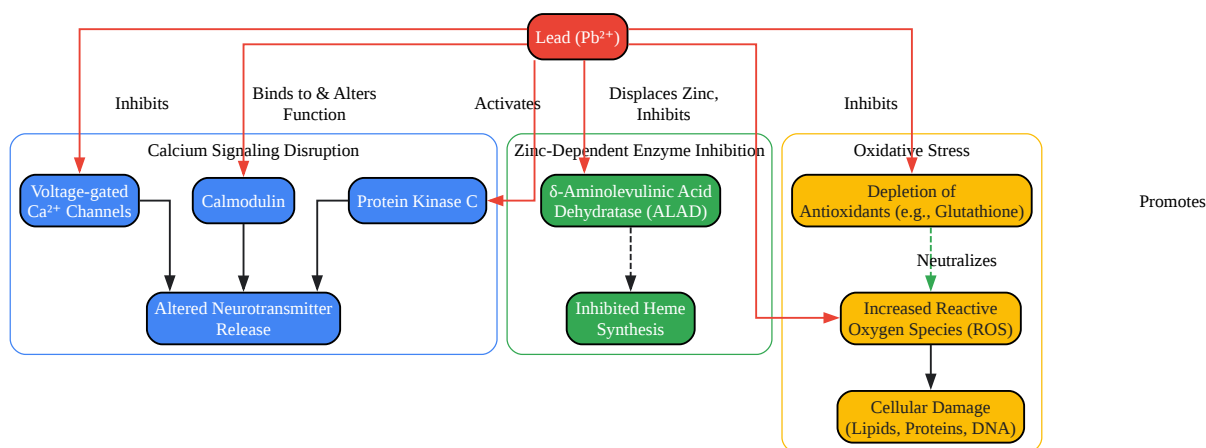 Lead (Pb²⁺)
Inhibits
Binds to & Alters
Function
Activates
Displaces Zinc,
Inhibits
Inhibits
Calcium Signaling Disruption
Zinc-Dependent Enzyme Inhibition
Oxidative Stress
Voltage-gated
Ca²⁺ Channels
Calmodulin
Protein Kinase C
δ-Aminolevulinic Acid
Dehydratase (ALAD)
Depletion of
Antioxidants (e.g., Glutathione)
Promotes
Neutralizes
Altered Neurotransmitter
Release
Inhibited Heme
Synthesis
Increased Reactive
Oxygen Species (ROS)
Cellular Damage
(Lipids, Proteins, DNA)